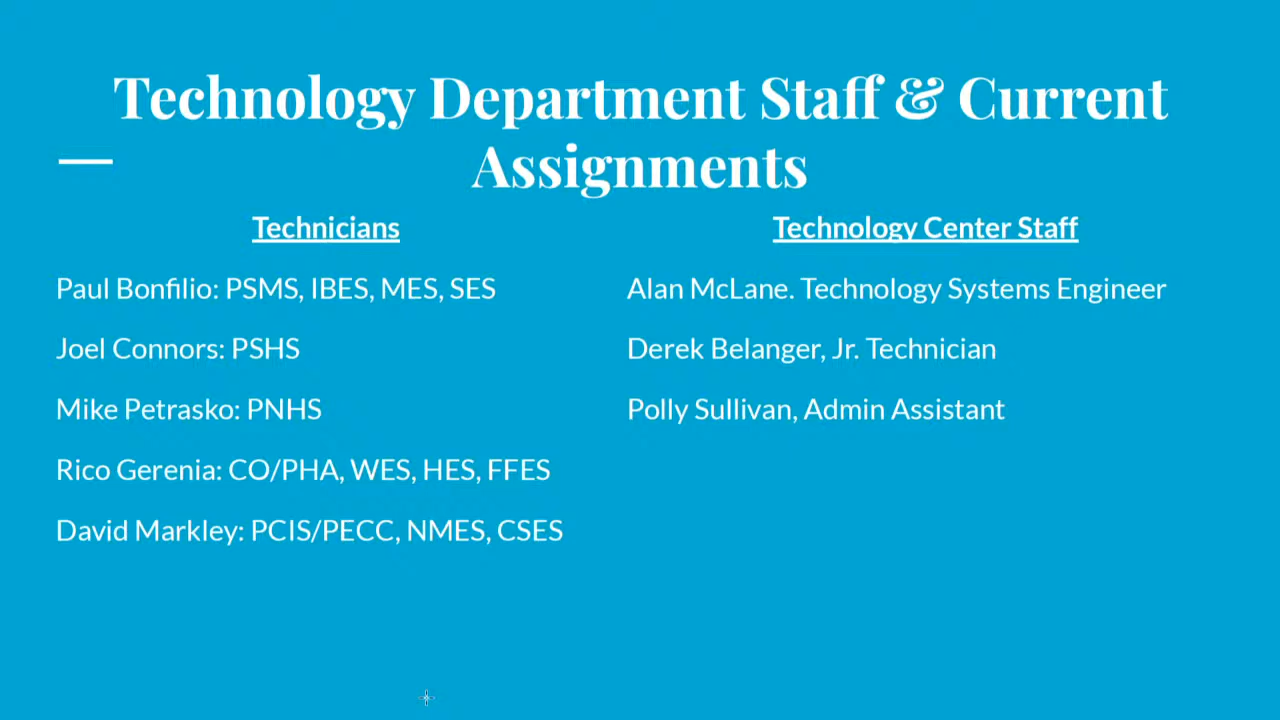 Technology Department Staff & Current
Assignments
Technicians
Paul Bonfilio: PSMS, IBES, MES, SES
Joel Connors: PSHS
Mike Petrasko: PNHS
Rico Gerenia: CO/PHA, WES, HES, FFES
David Markley: PCIS/PECC, NMES, CSES
Technology Center Staff
Alan McLane. Technology Systems Engineer
Derek Belanger, Jr. Technician
Polly Sullivan, Admin Assistant